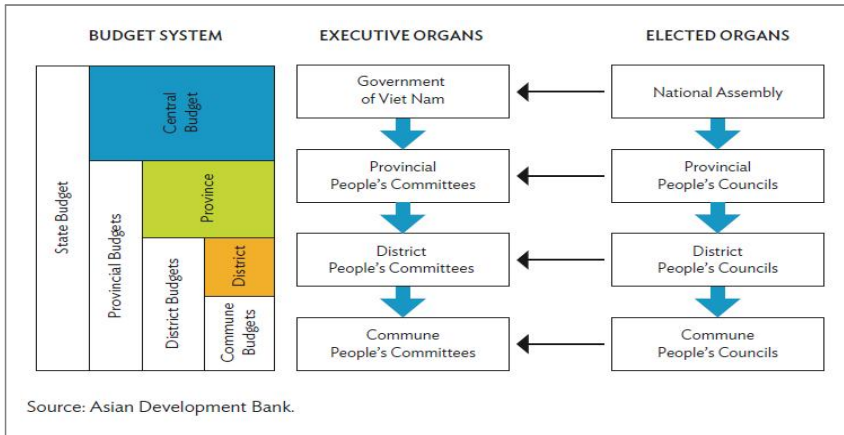 BUDGET SYSTEM
EXECUTIVE ORGANS
ELECTED ORGANS
State Budget
Provincial Budgets
Central
Budget
Province
District Budgets
District
Commune
Budgets
Government
of Viet Nam
National Assembly
Provincial
People's Committees
Provincial
People's Councils
District
People's Committees
District
People's Councils
Commune
People's Committees
Commune
People's Councils
Source: Asian Development Bank.